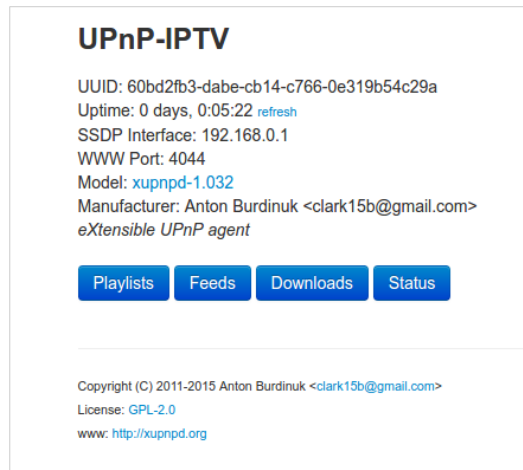 UPnP-IPTV
UUID: 60bd2fb3-dabe-cb14-c766-0e319b54c29a
Uptime: 0 days, 0:05:22 refresh
SSDP Interface: 192.168.0.1
WWW Port: 4044
Model: xupnpd-1.032
Manufacturer: Anton Burdinuk <clark15b@gmail.com>
eXtensible UPnP agent
Playlists Feeds Downloads Status
Copyright (C) 2011-2015 Anton Burdinuk <clark15b@gmail.com>
License: GPL-2.0
www: http://xupnpd.org